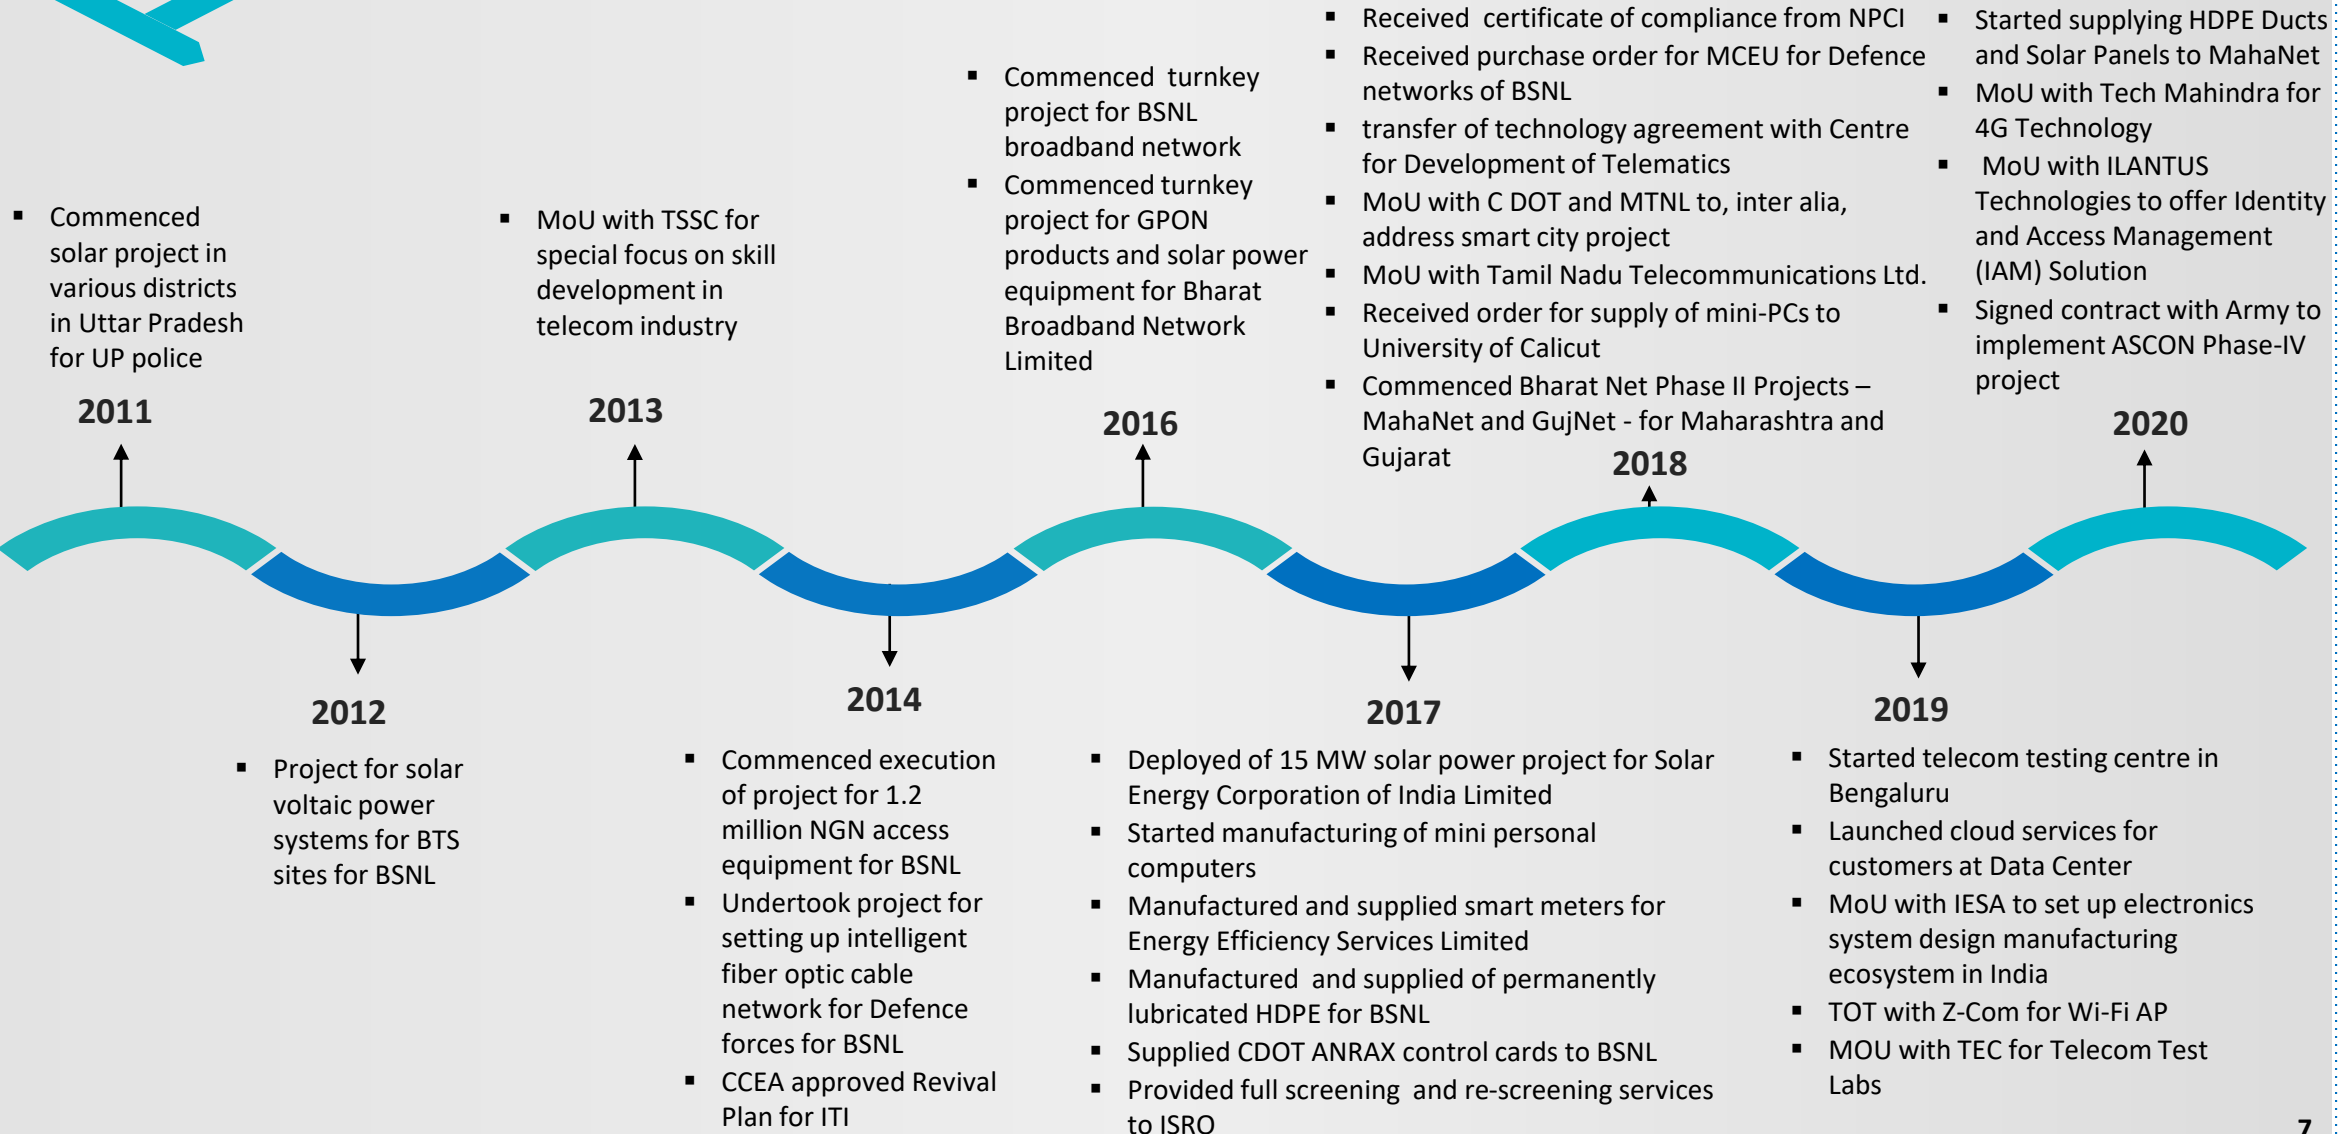 ▪ Commenced
solar project in
various districts
in Uttar Pradesh
for UP police
2011
▪ Project for solar
voltaic power
systems for BTS
sites for BSNL
2012
▪ MoU with TSSC for
special focus on skill
development in
telecom industry
2013
2014
▪ Commenced execution
of project for 1.2
million NGN access
equipment for BSNL
▪ Undertook project for
setting up intelligent
fiber optic cable
network for Defence
forces for BSNL
▪ CCEA approved Revival
Plan for ITI
▪ Commenced  turnkey
project for BSNL
broadband network
▪ Commenced turnkey
project for GPON
products and solar power
equipment for Bharat
Broadband Network
Limited
2016
2017
▪ Deployed of 15 MW solar power project for Solar
Energy Corporation of India Limited
▪ Started manufacturing of mini personal
computers
▪ Manufactured and supplied smart meters for
Energy Efficiency Services Limited
▪ Manufactured  and supplied of permanently
lubricated HDPE for BSNL
▪ Supplied CDOT ANRAX control cards to BSNL
▪ Provided full screening  and re-screening services
to ISRO
▪ Received  certificate of compliance from NPCI
▪ Received purchase order for MCEU for Defence
networks of BSNL
▪ transfer of technology agreement with Centre
for Development of Telematics
▪ MoU with C DOT and MTNL to, inter alia,
address smart city project
▪ MoU with Tamil Nadu Telecommunications Ltd.
▪ Received order for supply of mini-PCs to
University of Calicut
▪ Commenced Bharat Net Phase II Projects –
MahaNet and GujNet - for Maharashtra and
Gujarat
2018
2019
▪ Started telecom testing centre in
Bengaluru
▪ Launched cloud services for
customers at Data Center
▪ MoU with IESA to set up electronics
system design manufacturing
ecosystem in India
▪ TOT with Z-Com for Wi-Fi AP
▪ MOU with TEC for Telecom Test
Labs
▪ Started supplying HDPE Ducts
and Solar Panels to MahaNet
▪ MoU with Tech Mahindra for
4G Technology
▪ MoU with ILANTUS
Technologies to offer Identity
and Access Management
(IAM) Solution
▪ Signed contract with Army to
implement ASCON Phase-IV
project
2020
7